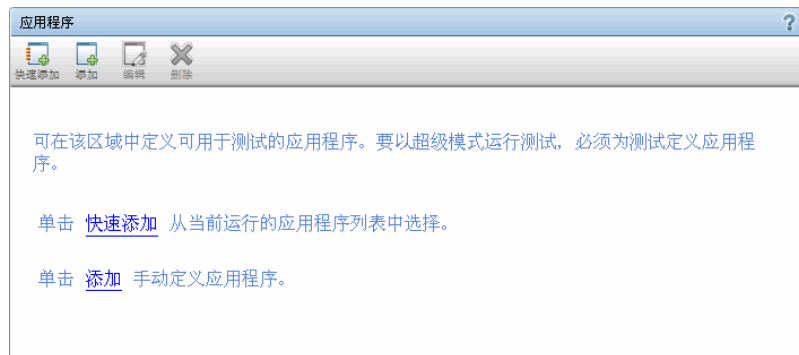 应用程序
?
快速添加 添加 编辑 删除
可在该区域中定义可用于测试的应用程序。要以超级模式运行测试，必须为测试定义应用程
序。
单击 快速添加 从当前运行的应用程序列表中选择。
单击 添加 手动定义应用程序。